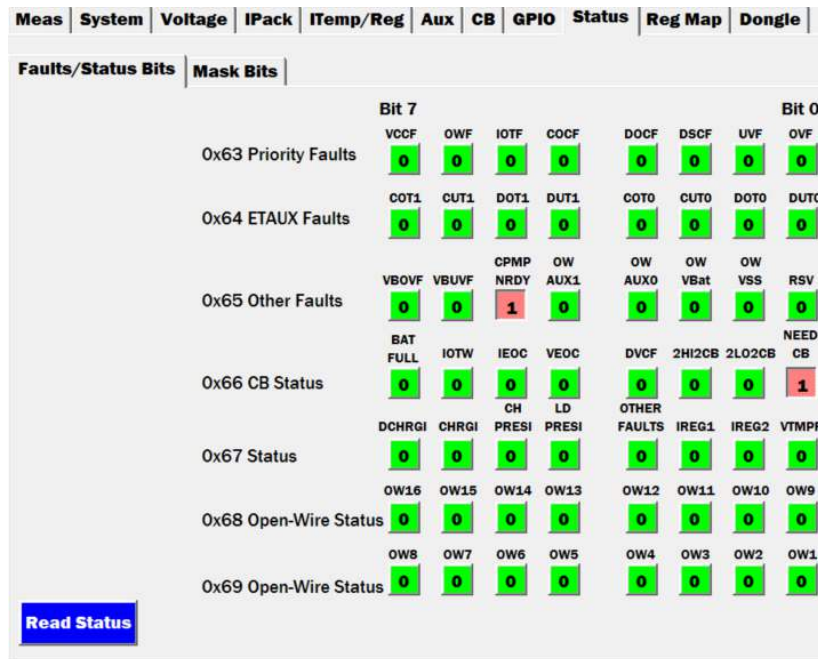 Meas System Voltage IPack ITemp/Reg Aux CB GPIO Status Reg Map Dongle
Faults/Status Bits Mask Bits
Bit 7 Bit 0
VCCF OWF IOTF COCF DOCF DSCF UVF OVF
0x63 Priority Faults 0 0 0 0 0 0 0 0
COT1 CUT1 DOT1 DUT1 COT0 CUT0 DOT0 DUT0
0x64 ETAUX Faults 0 0 0 0 0 0 0 0
CPMP OW OW OW OW
VBOVF VBUVF NRDY AUX1 AUX0 VBat VSS RSV
0x65 Other Faults 0 0 1 0 0 0 0 0
BAT NEED
FULL IOTW IEOC VEOC DVCF 2HI2CB 2LO2CB CB
0x66 CB Status 0 0 0 0 0 0 0 1
CH LD OTHER
DCHRGI CHRGI PRESI PRESI FAULTS IREG1 IREG2 VTMPF
0x67 Status 0 0 0 0 0 0 0 0
OW16 OW15 OW14 OW13 OW12 OW11 OW10 OW9
0x68 Open-Wire Status 0 0 0 0 0 0 0 0
OW8 OW7 OW6 OW5 OW4 OW3 OW2 OW1
0x69 Open-Wire Status 0 0 0 0 0 0 0 0
Read Status